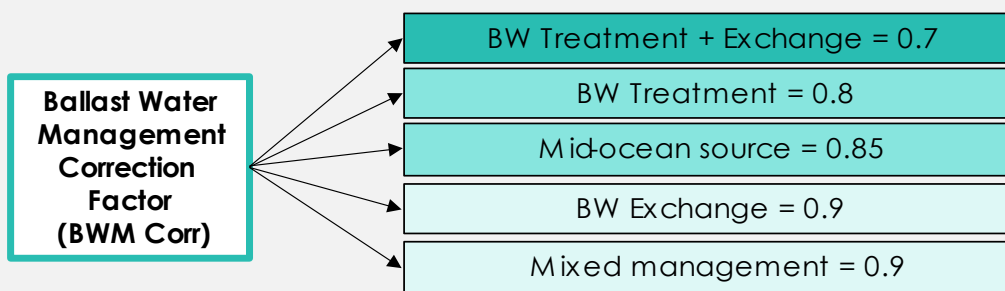 Ballast Water
Management
Correction
Factor
(BWM Corr)
BW Treatment + Exchange = 0.7
BW Treatment = 0.8
Mid-ocean source = 0.85
BW Exchange = 0.9
Mixed management = 0.9